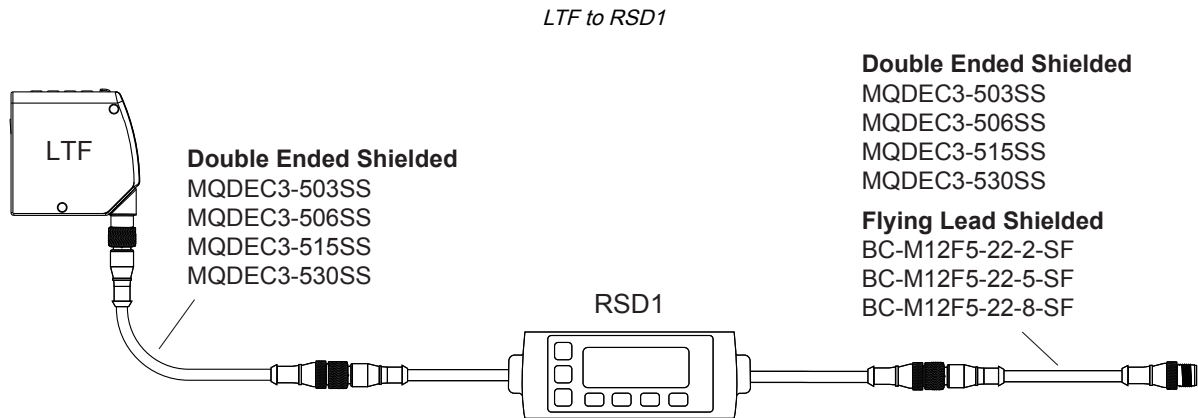 LTF to RSD1
LTF
Double Ended Shielded
MQDEC3-503SS
MQDEC3-506SS
MQDEC3-515SS
MQDEC3-530SS
RSD1
Double Ended Shielded
MQDEC3-503SS
MQDEC3-506SS
MQDEC3-515SS
MQDEC3-530SS
Flying Lead Shielded
BC-M12F5-22-2-SF
BC-M12F5-22-5-SF
BC-M12F5-22-8-SF